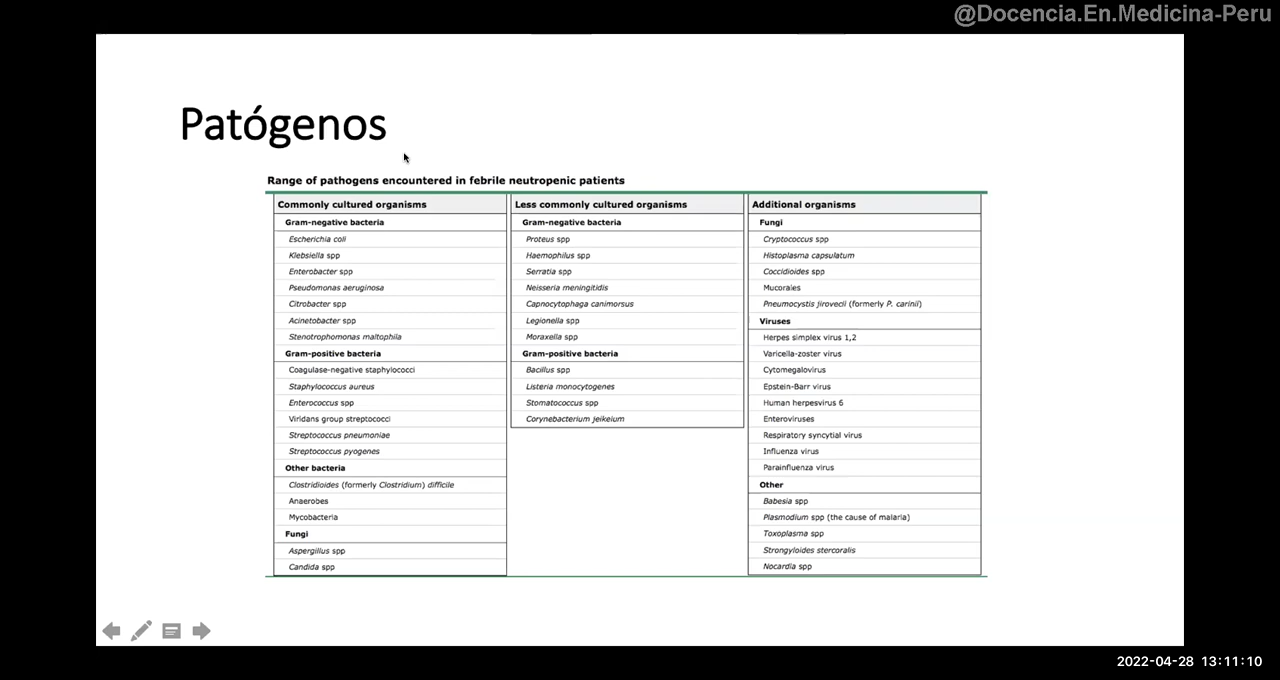 @Docencia.En.Medicina-Peru
Patógenos
Range of pathogens encountered in febrile neutropenic patients
Commonly cultured organisms
Gram-negative bacteria
Escherichia coli
Klebsiella spp
Enterobacter spp
Pseudomonas aeruginosa
Citrobacter spp
Acinetobacter spp
Stenotrophomonas maltophila
Gram-positive bacteria
Coagulase-negative staphylococci
Staphylococcus aureus
Enterococcus spp
Viridans group streptococci
Streptococcus pneumoniae
Streptococcus pyogenes
Other bacteria
Clostridioides (formerly Clostridium) difficile
Anaerobes
Mycobacteria
Fungi
Aspergillus spp
Candida spp
Less commonly cultured organisms
Gram-negative bacteria
Proteus spp
Haemophilus spp
Serratia spp
Neisseria meningitidis
Capnocytophaga canimorsus
Legionella spp
Moraxella spp
Gram-positive bacteria
Bacillus spp
Listeria monocytogenes
Stomatococcus spp
Corynebacterium jeikeium
Additional organisms
Fungi
Cryptococcus spp
Histoplasma capsulatum
Coccidioides spp
Mucorales
Pneumocystis jirovecii (formerly P. carinii)
Viruses
Herpes simplex virus 1,2
Varicella-zoster virus
Cytomegalovirus
Epstein-Barr virus
Human herpesvirus 6
Enteroviruses
Respiratory syncytial virus
Influenza virus
Parainfluenza virus
Other
Babesia spp
Plasmodium spp (the cause of malaria)
Toxoplasma spp
Strongyloides stercoralis
Nocardia spp
2022-04-28 13:11:10